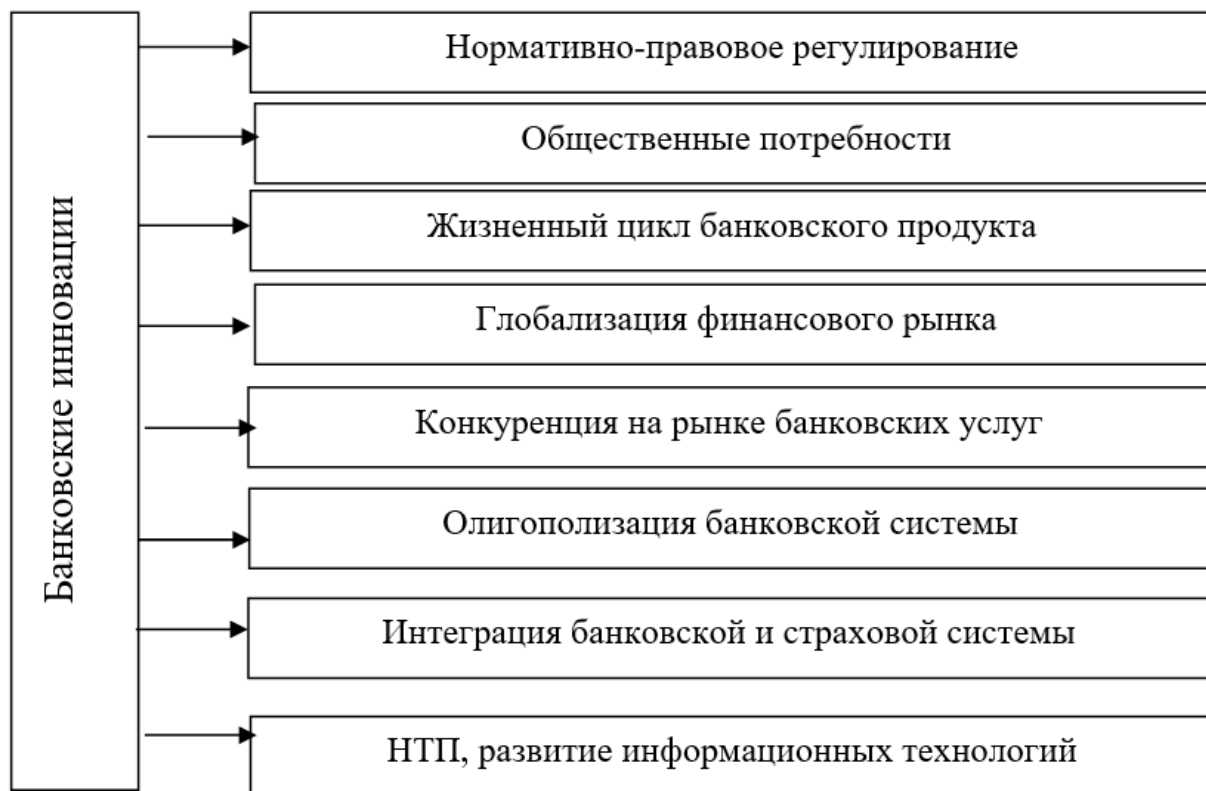 Банковские инновации
Нормативно-правовое регулирование
Общественные потребности
Жизненный цикл банковского продукта
Глобализация финансового рынка
Конкуренция на рынке банковских услуг
Олигополизация банковской системы
Интеграция банковской и страховой системы
НТП, развитие информационных технологий